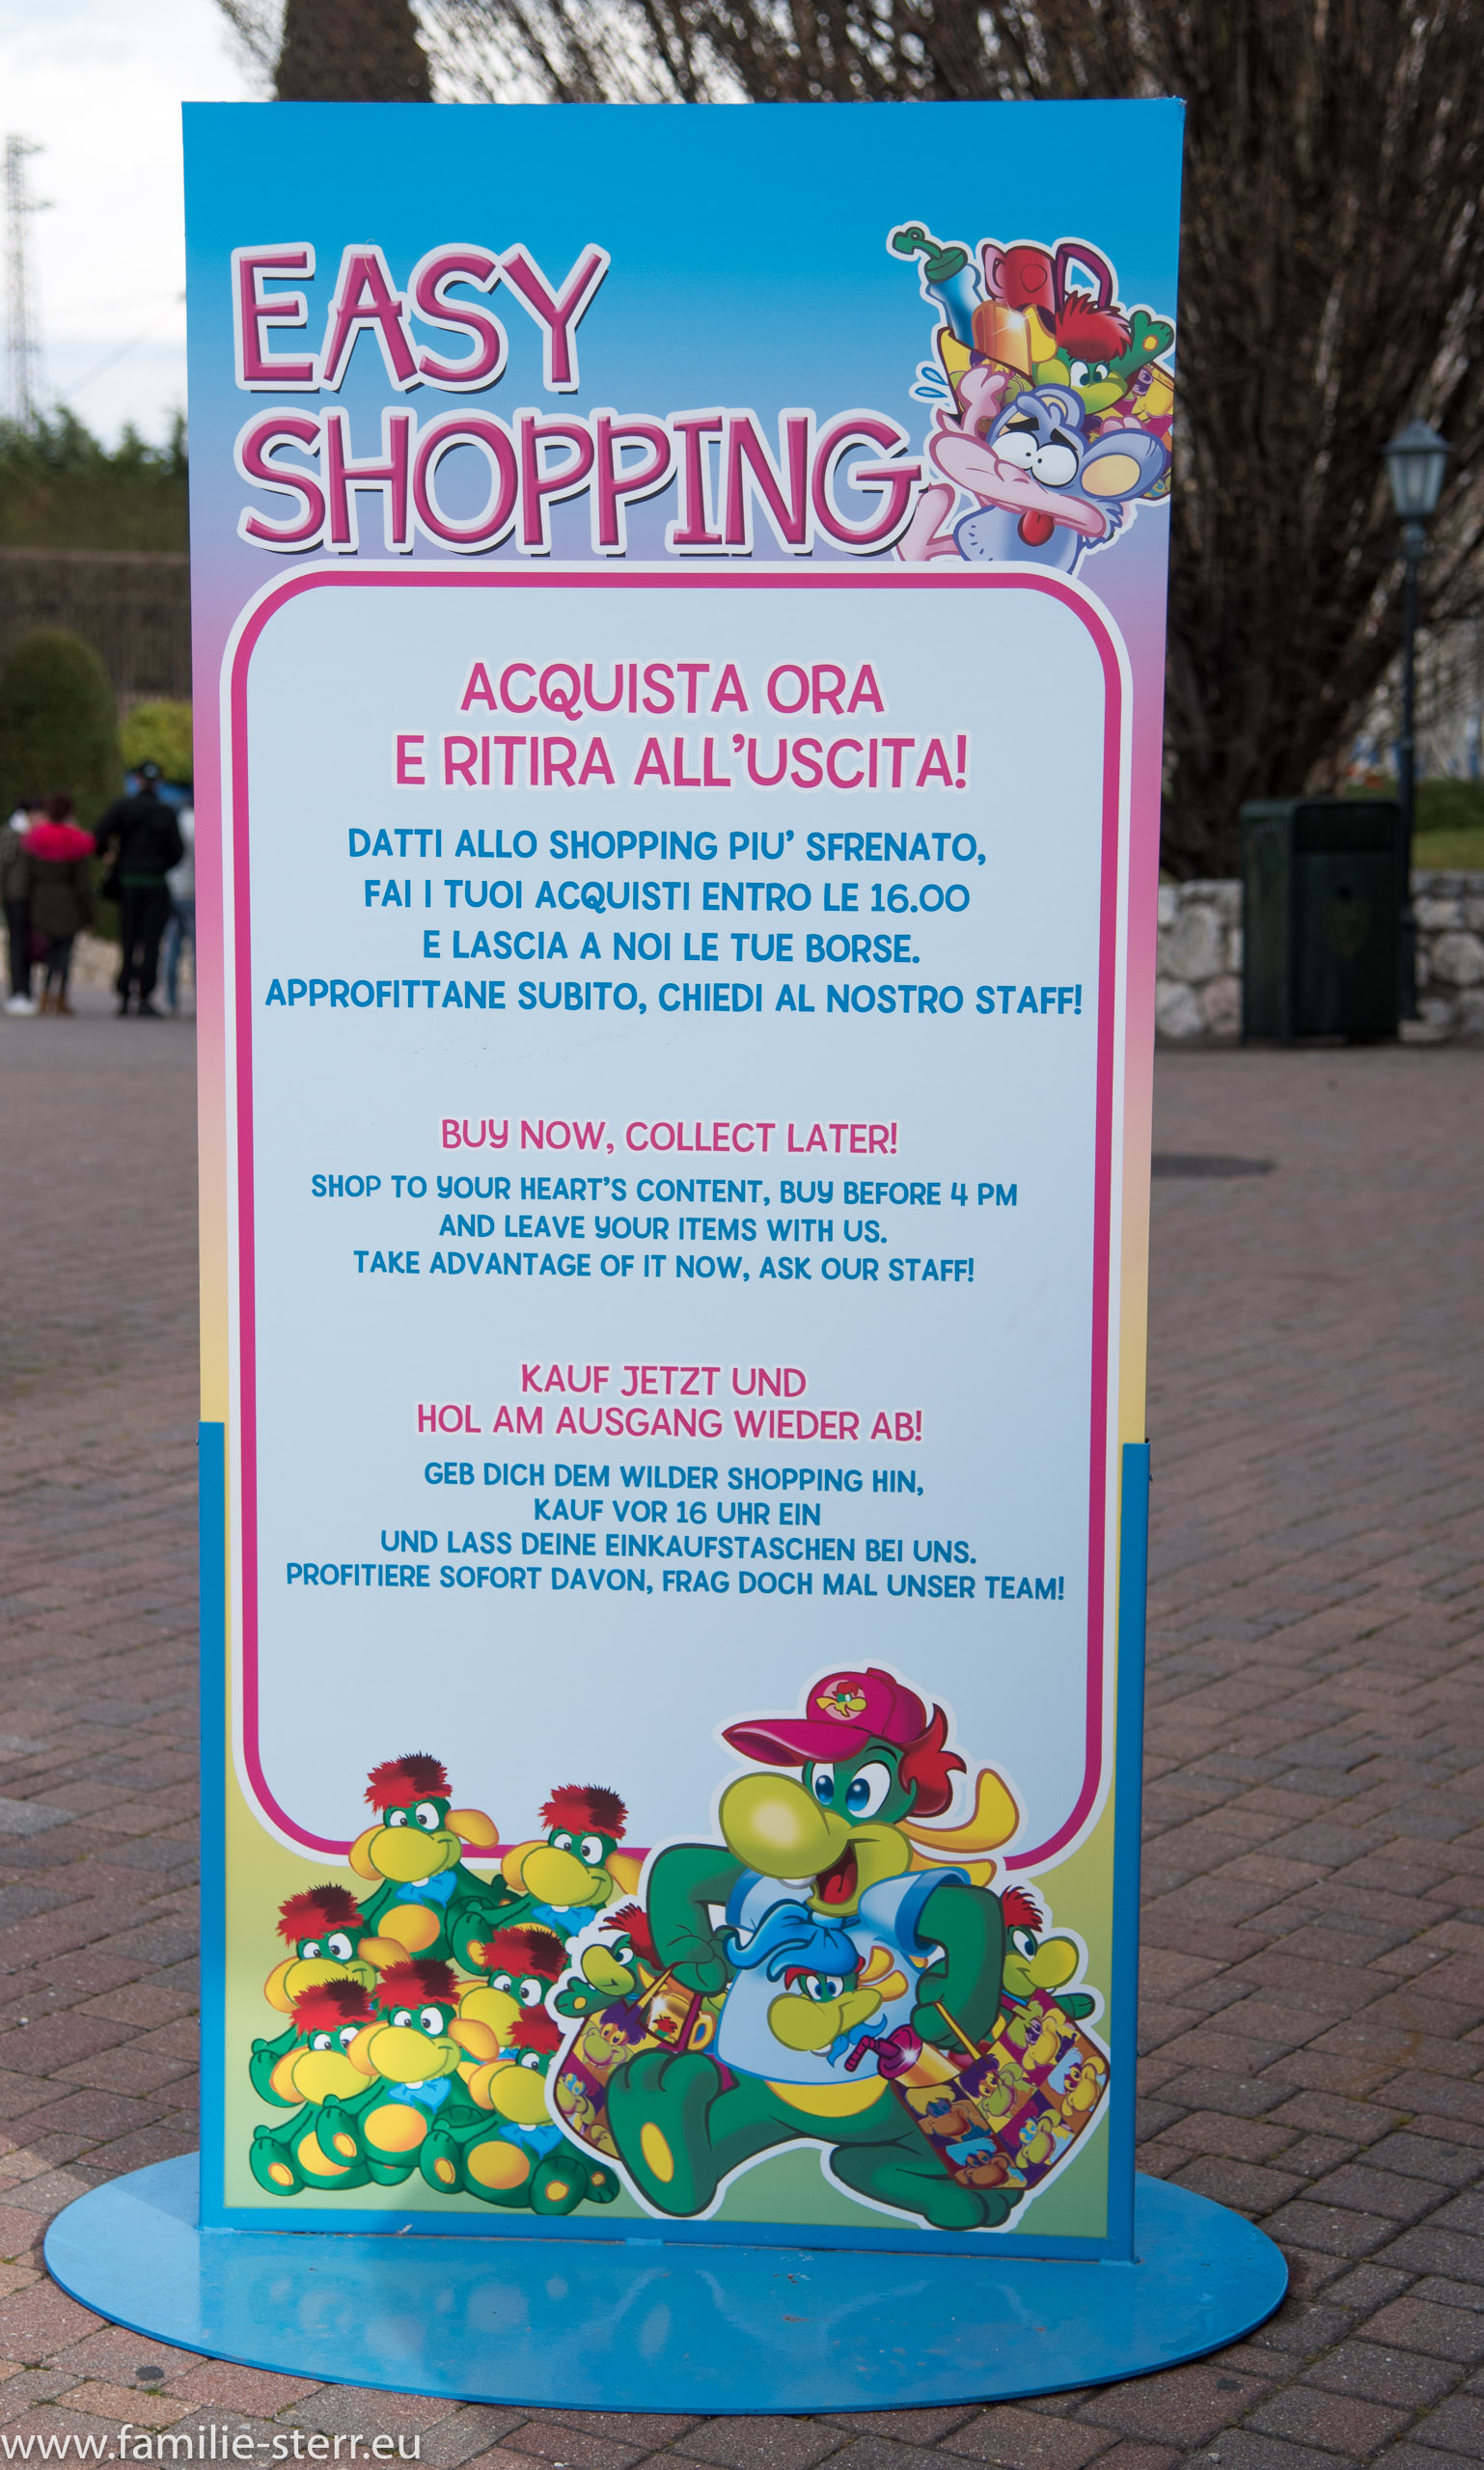 EASY
SHOPPING
ACQUISTA ORA
E RITIRA ALL'USCITA!
DATTI ALLO SHOPPING PIU' SFRENATO,
FAI I TUOI ACQUISTI ENTRO LE 16.00
E LASCIA A NOI LE TUE BORSE.
APPROFITTANE SUBITO, CHIEDI AL NOSTRO STAFF!
BUY NOW, COLLECT LATER!
SHOP TO YOUR HEART'S CONTENT, BUY BEFORE 4 PM
AND LEAVE YOUR ITEMS WITH US.
TAKE ADVANTAGE OF IT NOW, ASK OUR STAFF!
KAUF JETZT UND
HOL AM AUSGANG WIEDER AB!
GEB DICH DEM WILDER SHOPPING HIN,
KAUF VOR 16 UHR EIN
UND LASS DEINE EINKAUFSTASCHEN BEI UNS.
PROFITIERE SOFORT DAVON, FRAG DOCH MAL UNSER TEAM!
www.familie-sterr.eu